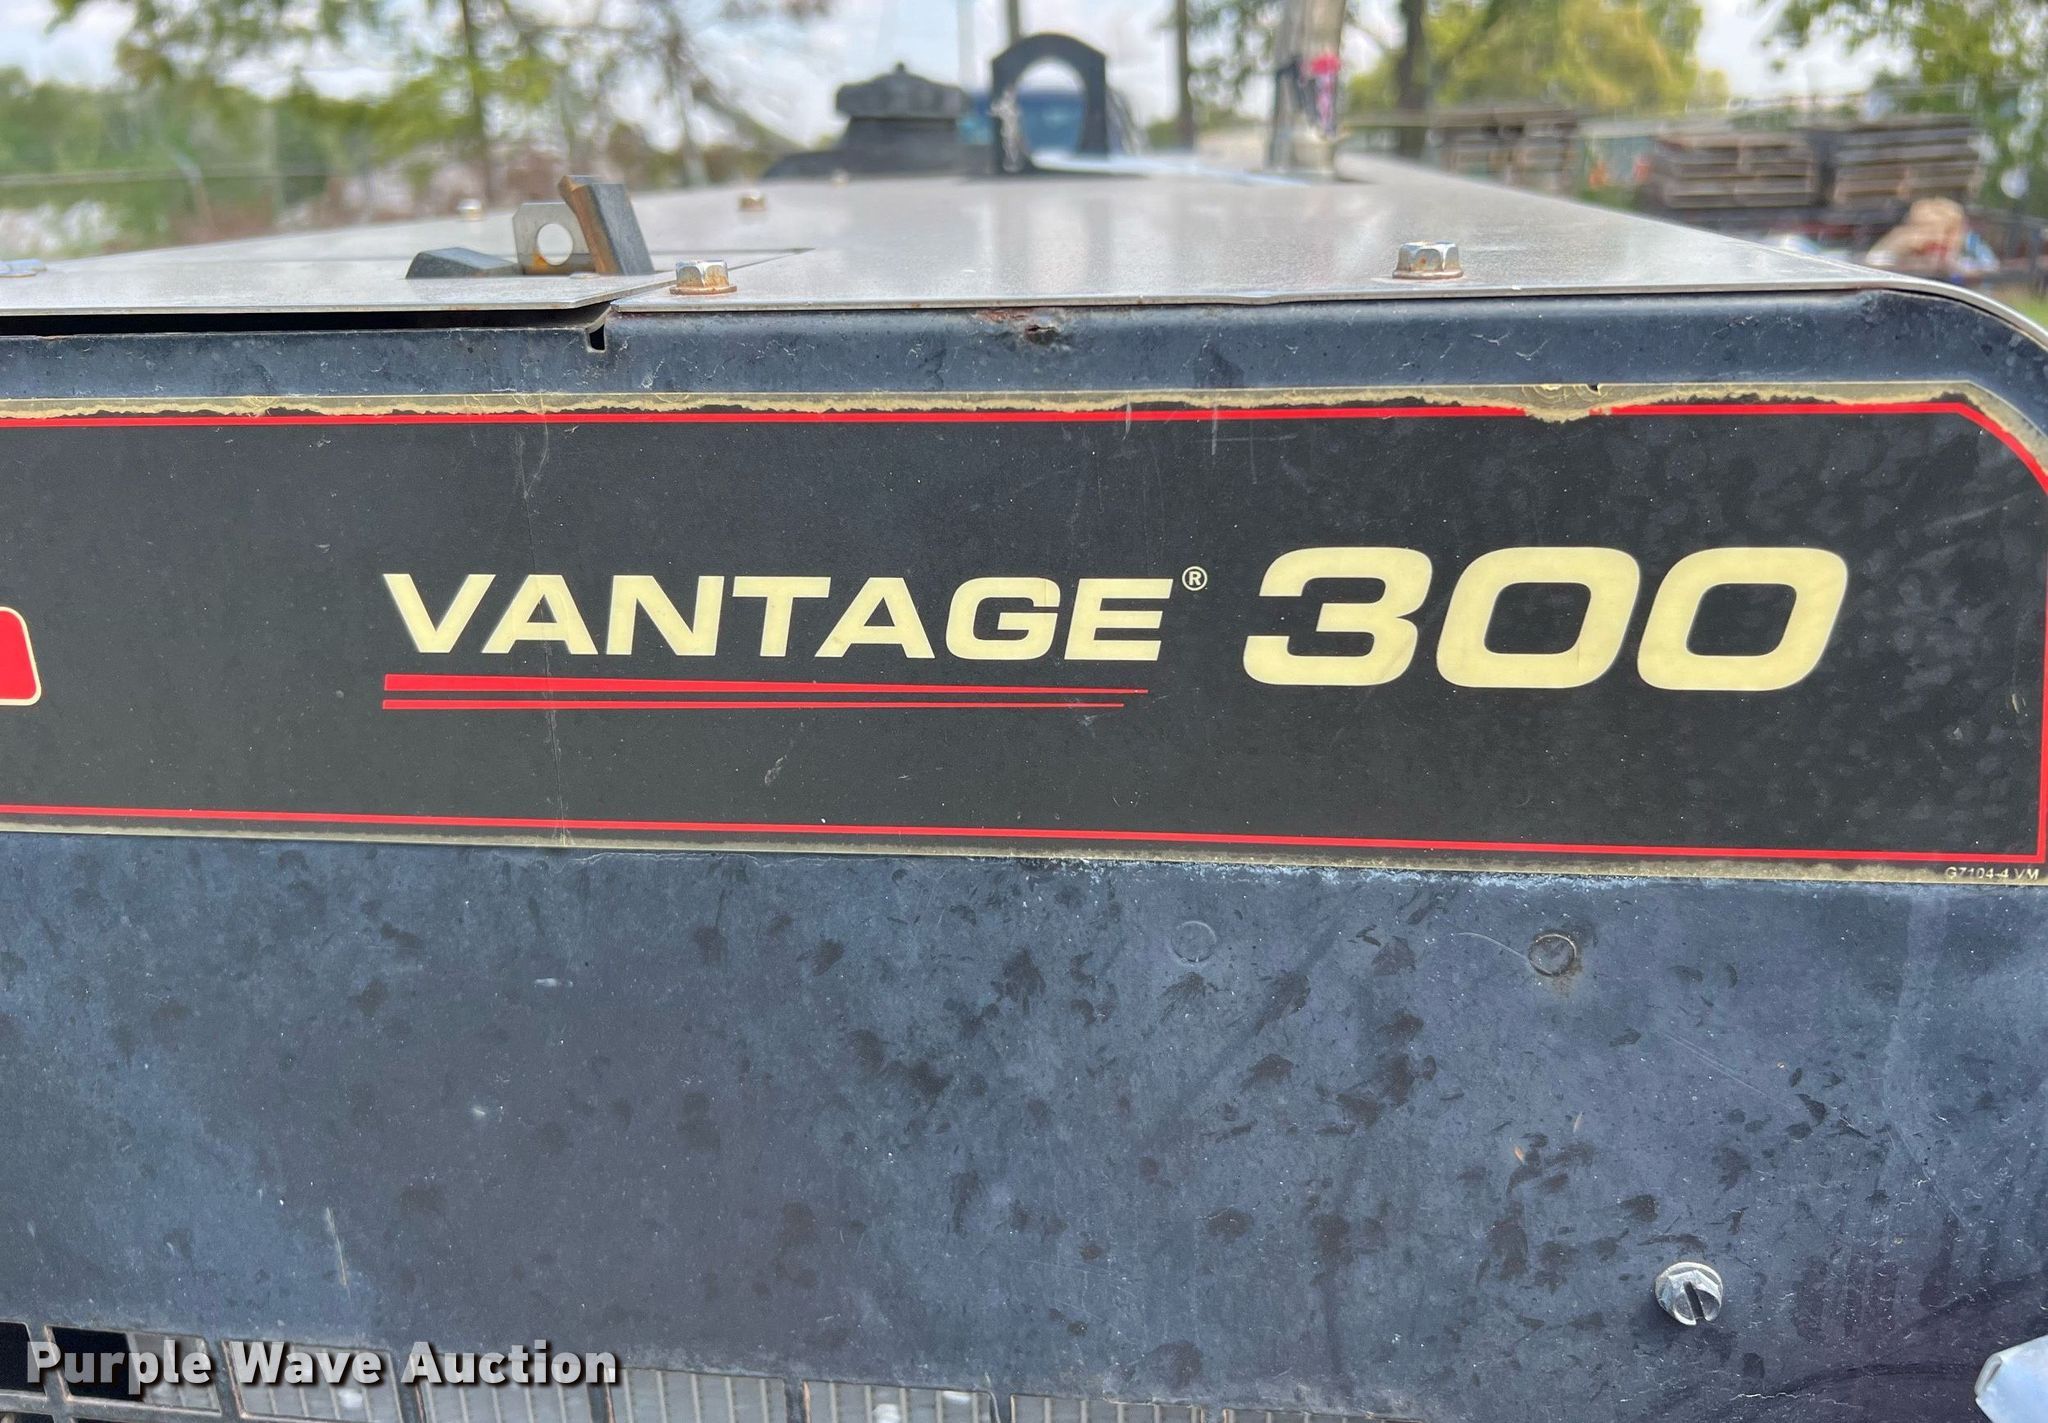 VANTAGE® 300
G7104-4 VM
Purple Wave Auction